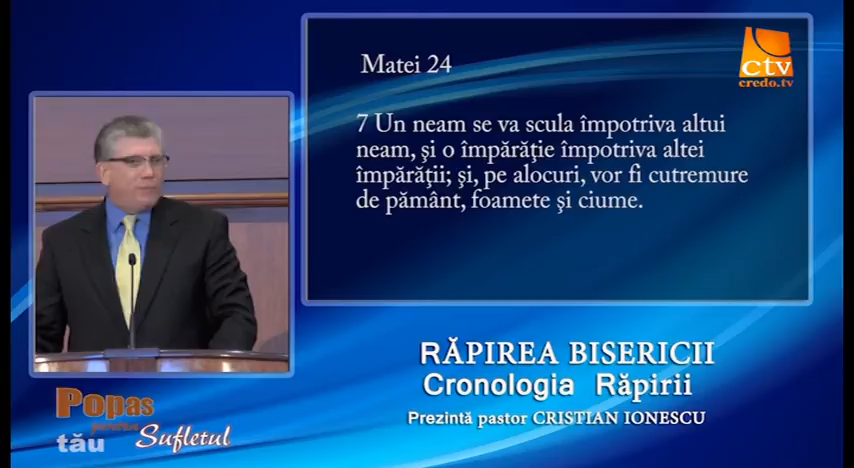 Matei 24
7 Un neam se va scula împotriva altui
neam, şi o împărăţie împotriva altei
împărăţii; şi, pe alocuri, vor fi cutremure
de pământ, foamete şi ciume.
ctv
credo.tv
RĂPIREA BISERICII
Cronologia Răpirii
Prezintă pastor CRISTIAN IONESCU
Popas
pentru
Sufletul
tău